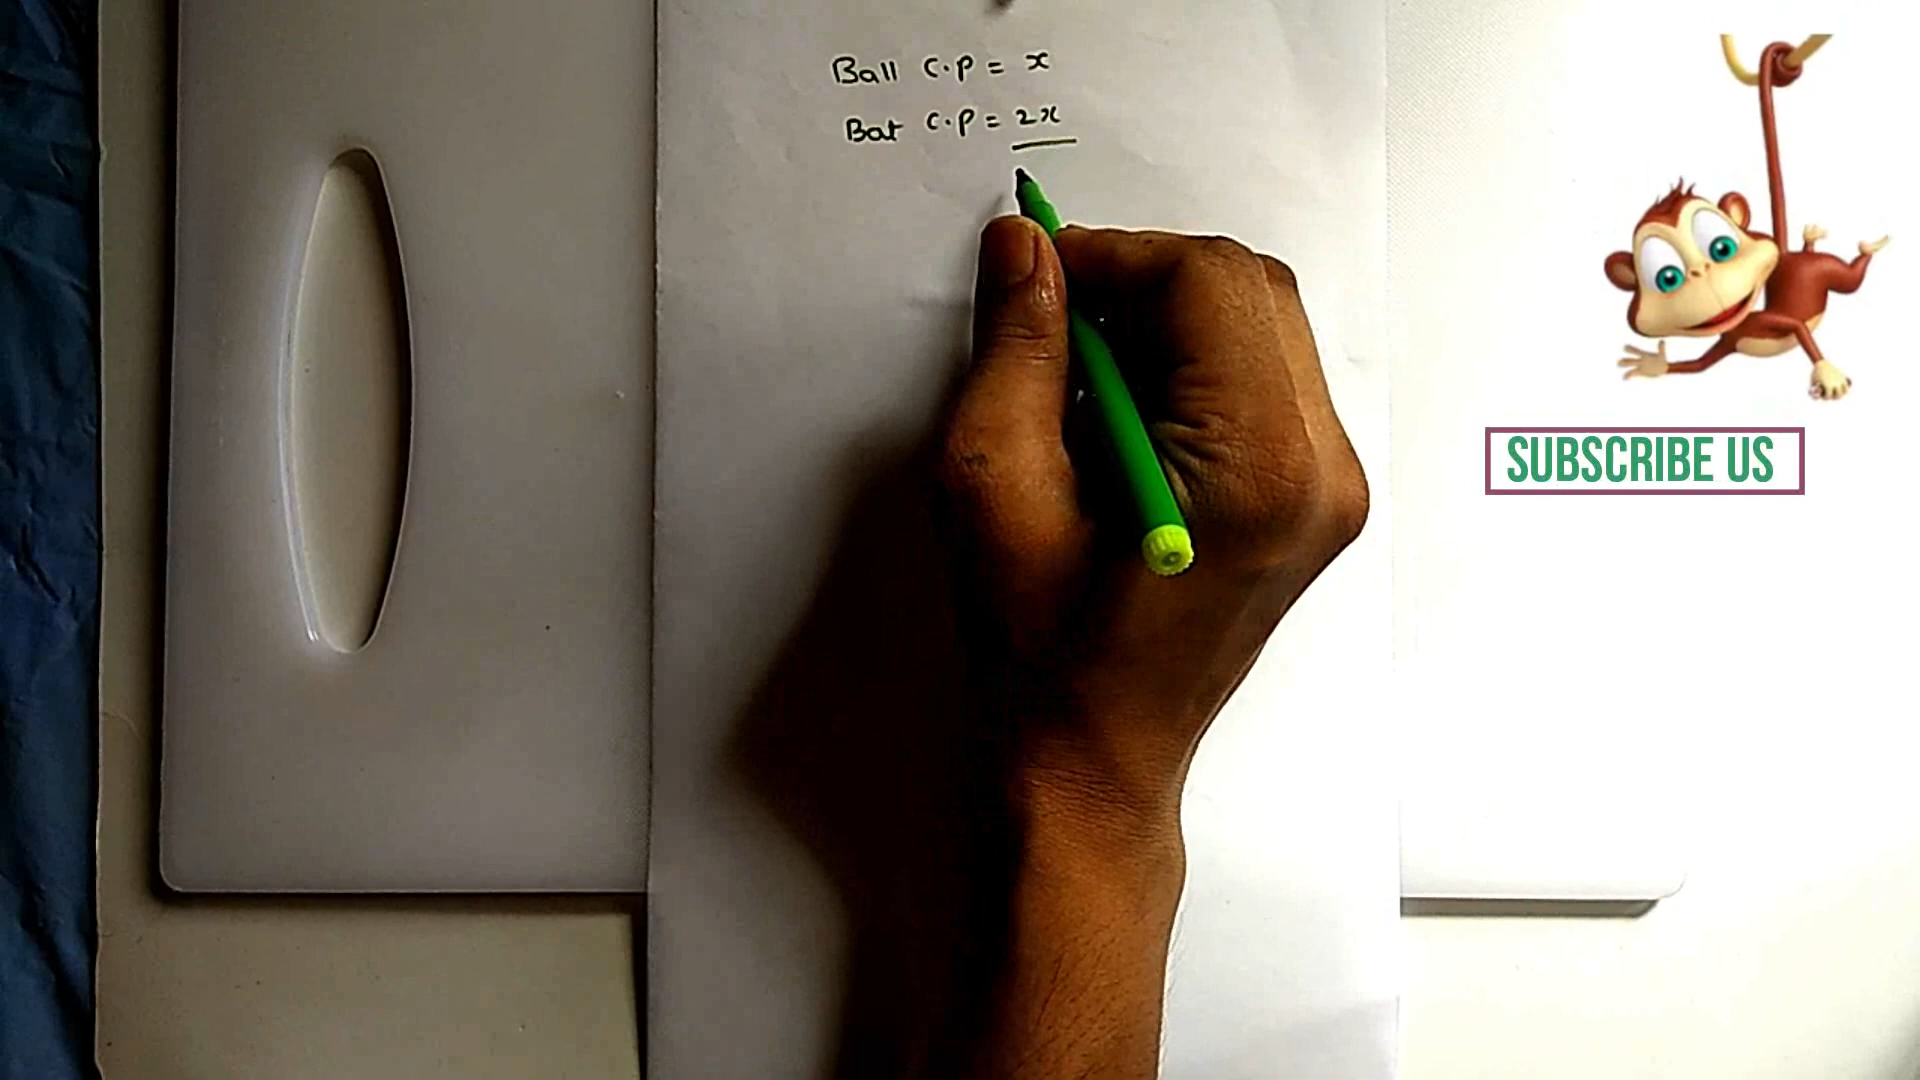 Ball C.P = x
Bat C.P = 2x
SUBSCRIBE US